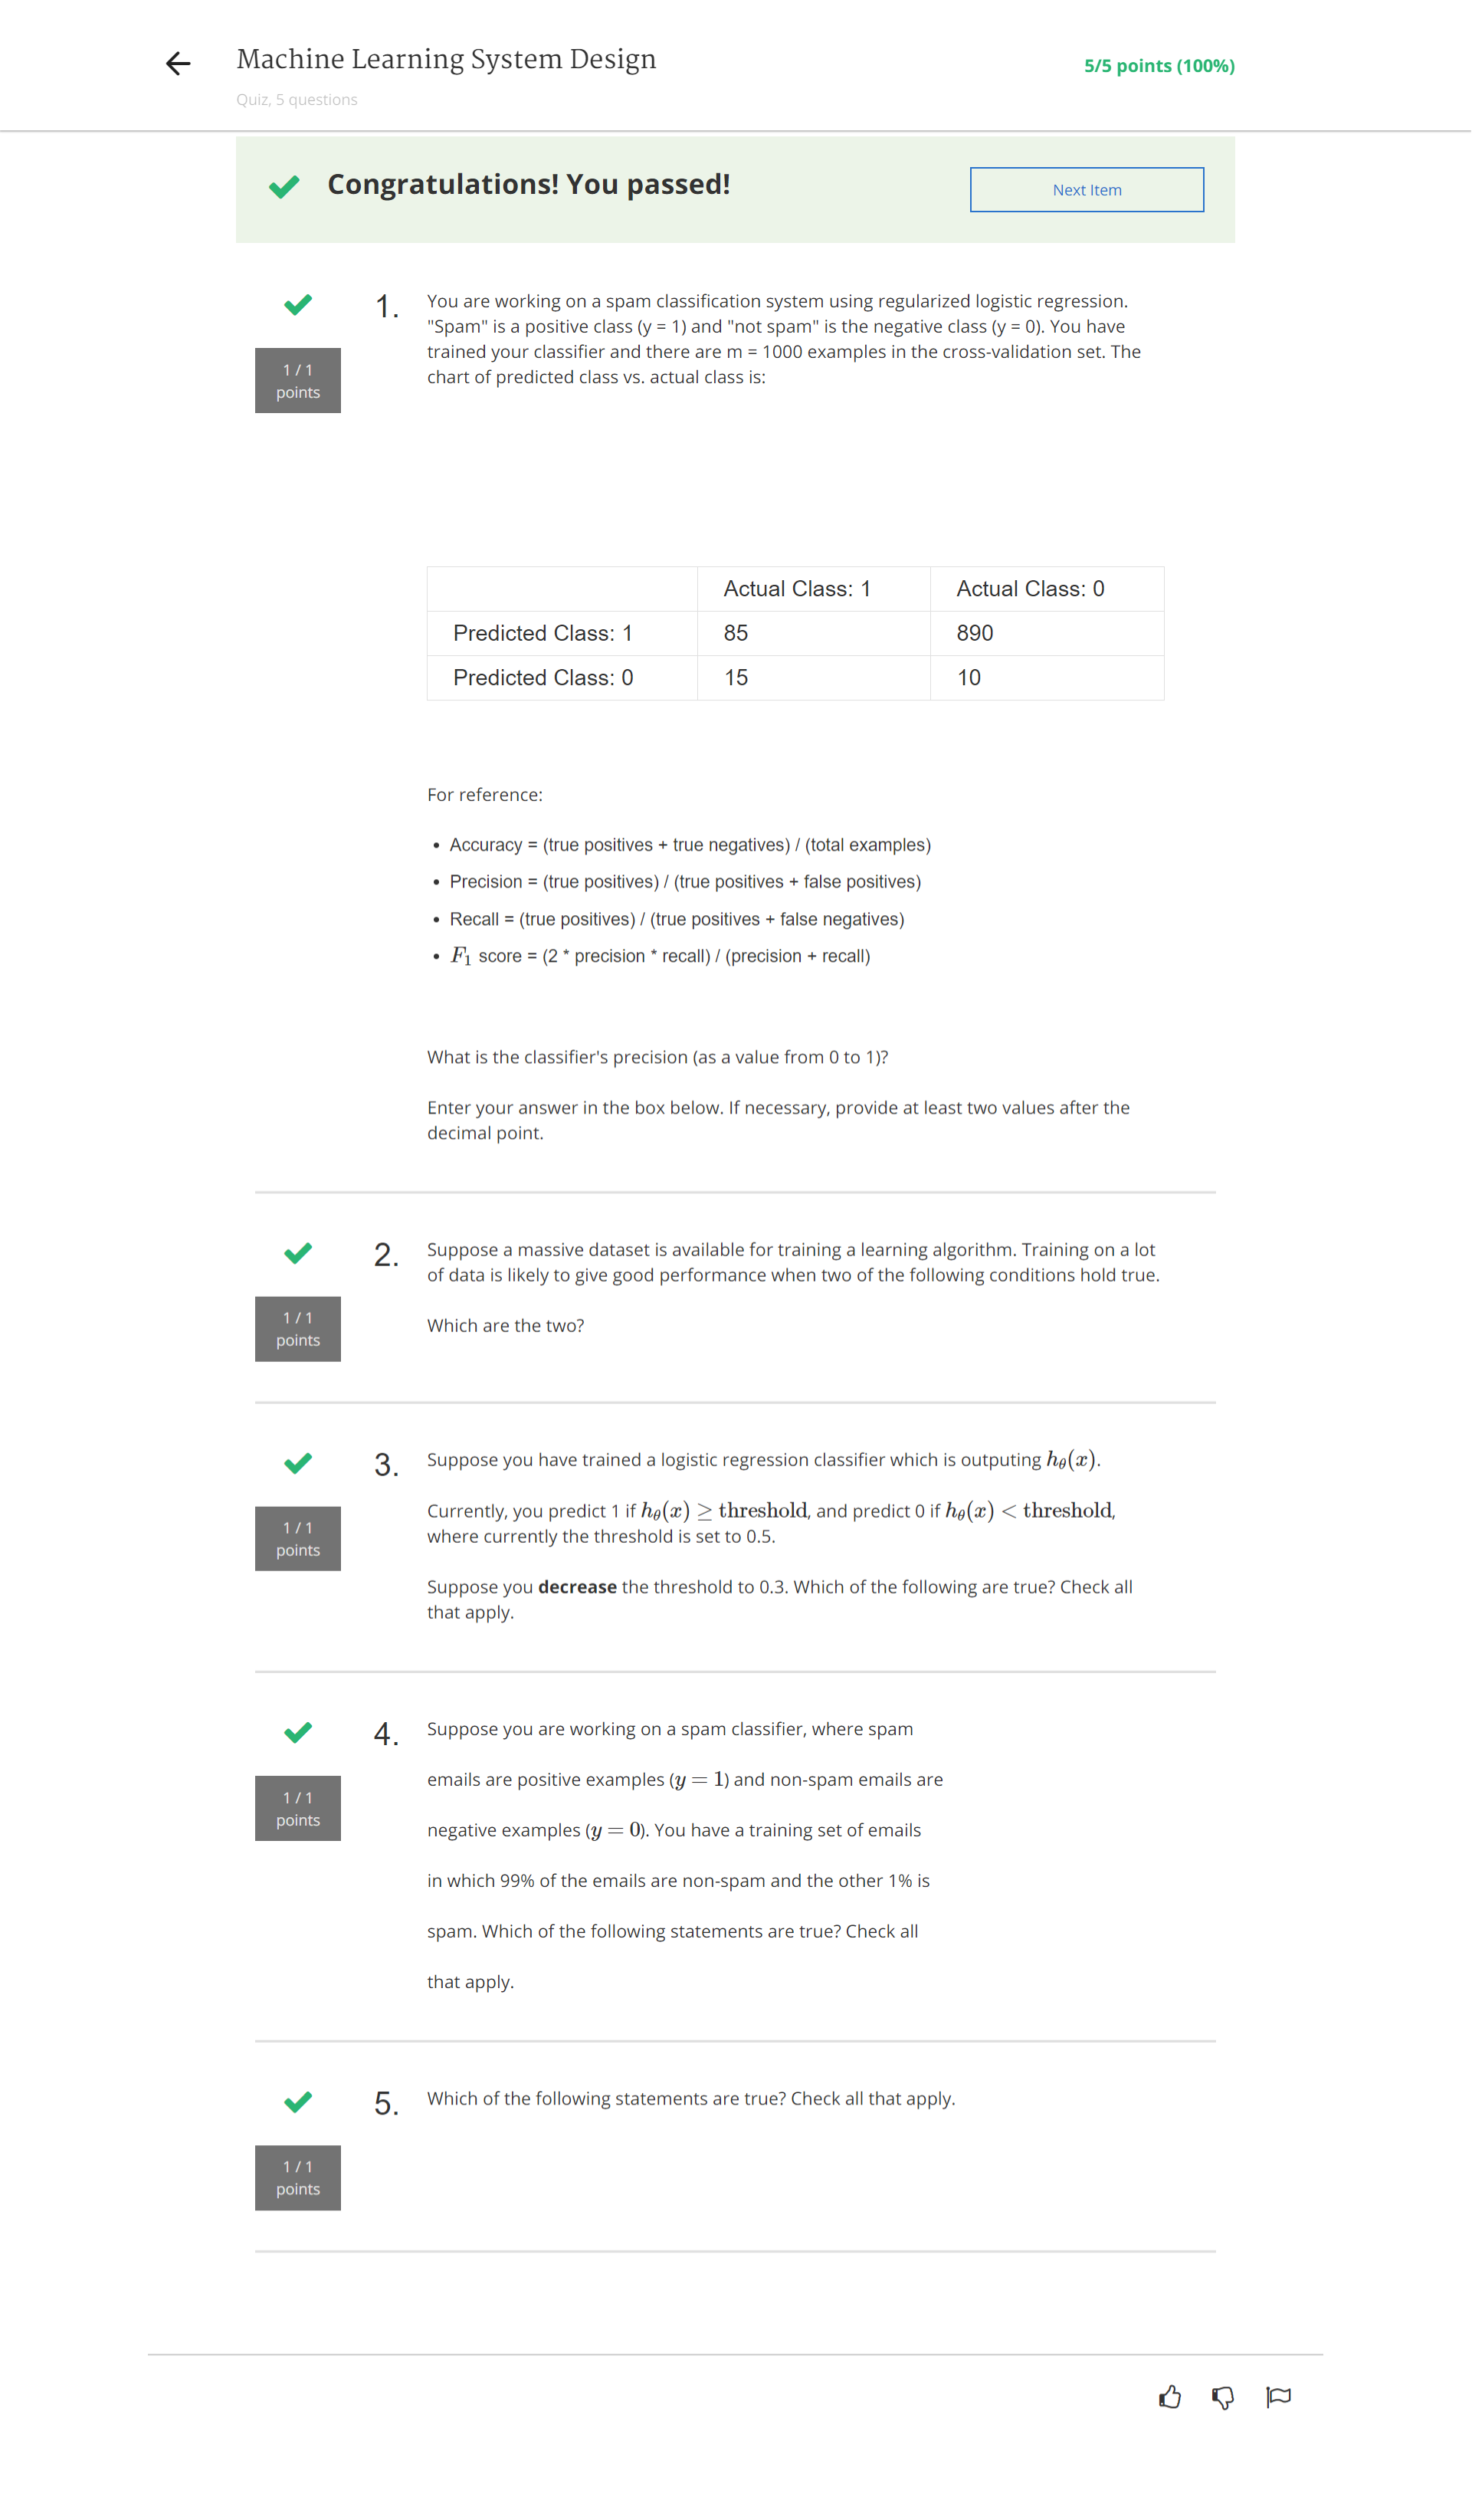 Machine Learning System Design
5/5 points (100%)
Quiz, 5 questions
Congratulations! You passed!
Next Item
1 / 1
points
1.
You are working on a spam classification system using regularized logistic regression.
"Spam" is a positive class (y = 1) and "not spam" is the negative class (y = 0). You have
trained your classifier and there are m = 1000 examples in the cross-validation set. The
chart of predicted class vs. actual class is:
Actual Class: 1 Actual Class: 0
Predicted Class: 1 85 890
Predicted Class: 0 15 10
For reference:
• Accuracy = (true positives + true negatives) / (total examples)
• Precision = (true positives) / (true positives + false positives)
• Recall = (true positives) / (true positives + false negatives)
• F₁ score = (2 * precision * recall) / (precision + recall)
What is the classifier's precision (as a value from 0 to 1)?
Enter your answer in the box below. If necessary, provide at least two values after the
decimal point.
1 / 1
points
2.
Suppose a massive dataset is available for training a learning algorithm. Training on a lot
of data is likely to give good performance when two of the following conditions hold true.
Which are the two?
1 / 1
points
3.
Suppose you have trained a logistic regression classifier which is outputing hθ(x).
Currently, you predict 1 if hθ(x) ≥ threshold, and predict 0 if hθ(x) < threshold,
where currently the threshold is set to 0.5.
Suppose you decrease the threshold to 0.3. Which of the following are true? Check all
that apply.
1 / 1
points
4.
Suppose you are working on a spam classifier, where spam
emails are positive examples (y = 1) and non-spam emails are
negative examples (y = 0). You have a training set of emails
in which 99% of the emails are non-spam and the other 1% is
spam. Which of the following statements are true? Check all
that apply.
1 / 1
points
5.
Which of the following statements are true? Check all that apply.